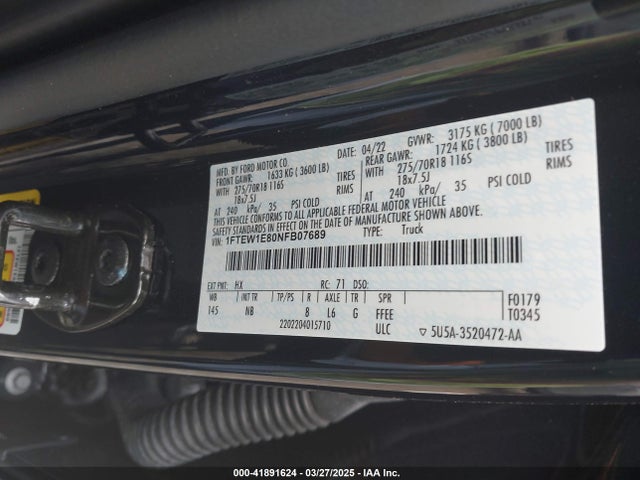 MFD. BY FORD MOTOR CO.
DATE: 04/22
GVWR: 3175 KG ( 7000 LB)
FRONT GAWR: 1633 KG ( 3600 LB)
REAR GAWR: 1724 KG ( 3800 LB)
WITH 275/70R18 116S TIRES
275/70R18 116S TIRES
18x7.5J RIMS
18x7.5J RIMS
AT 240 kPa/ 35 PSI COLD
AT 240 kPa/ 35 PSI COLD
THIS VEHICLE CONFORMS TO ALL APPLICABLE FEDERAL MOTOR VEHICLE
SAFETY STANDARDS IN EFFECT ON THE DATE OF MANUFACTURE SHOWN ABOVE.
VIN: 1FTEW1E80NFB07689
TYPE: Truck
EXT PNT: HX RC: 71 DSO:
WB INT TR TP/PS R AXLE TR SPR
145 NB 8 L6 G
F0179
T0345
2202204015710
ULC
▽ 5U5A-3520472-AA
000-41891624 | 03/27/2025 | IAA Inc.